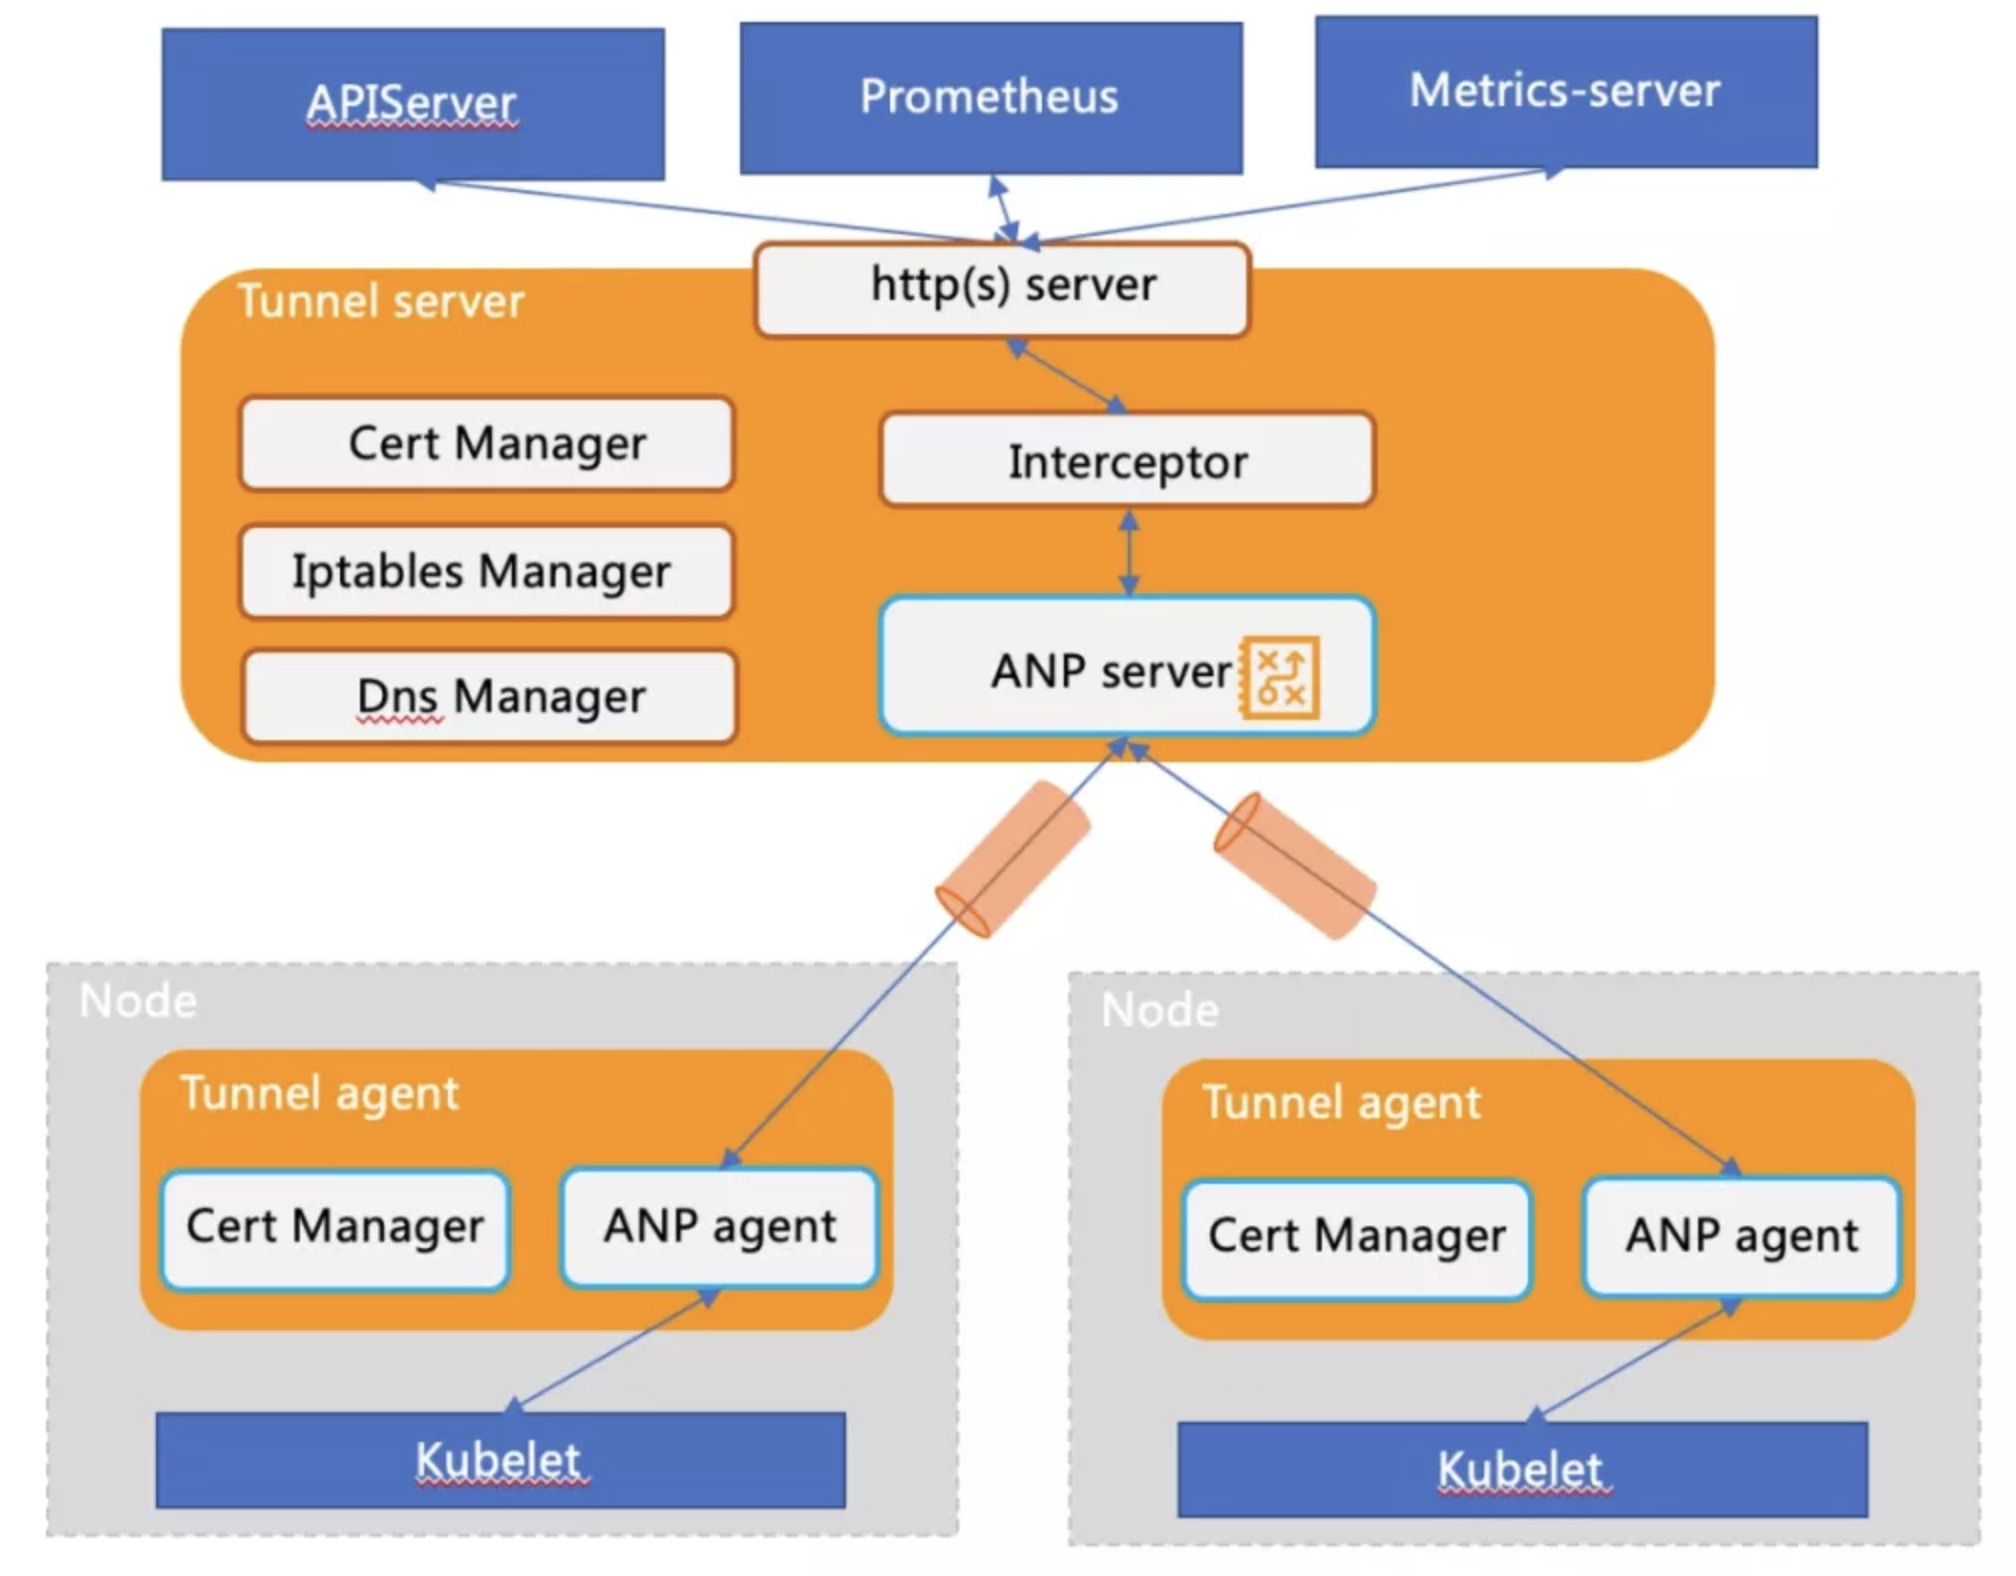 APIServer
Prometheus
Metrics-server
http(s) server
Tunnel server
Cert Manager
Interceptor
Iptables Manager
ANP server
Dns Manager
Node
Tunnel agent
Cert Manager
ANP agent
Kubelet
Node
Tunnel agent
Cert Manager
ANP agent
Kubelet